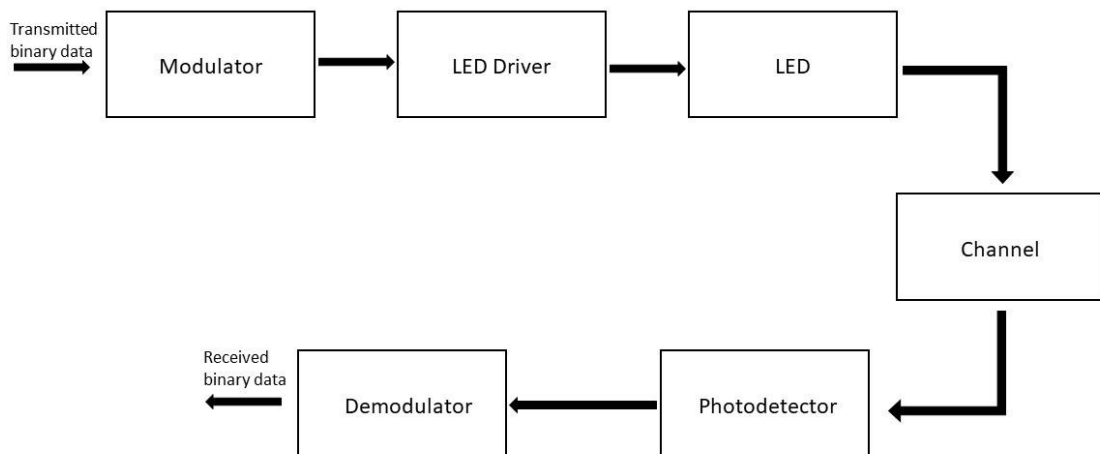 Transmitted
binary data
Modulator
LED Driver
LED
Channel
Received
binary data
Demodulator
Photodetector